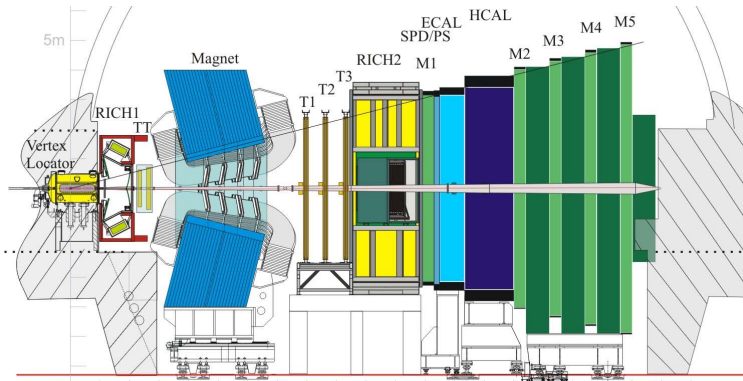 5m
Magnet
RICH1
TT
Vertex
Locator
T1
T2
T3
RICH2
M1
SPD/PS
ECAL
HCAL
M2
M3
M4
M5